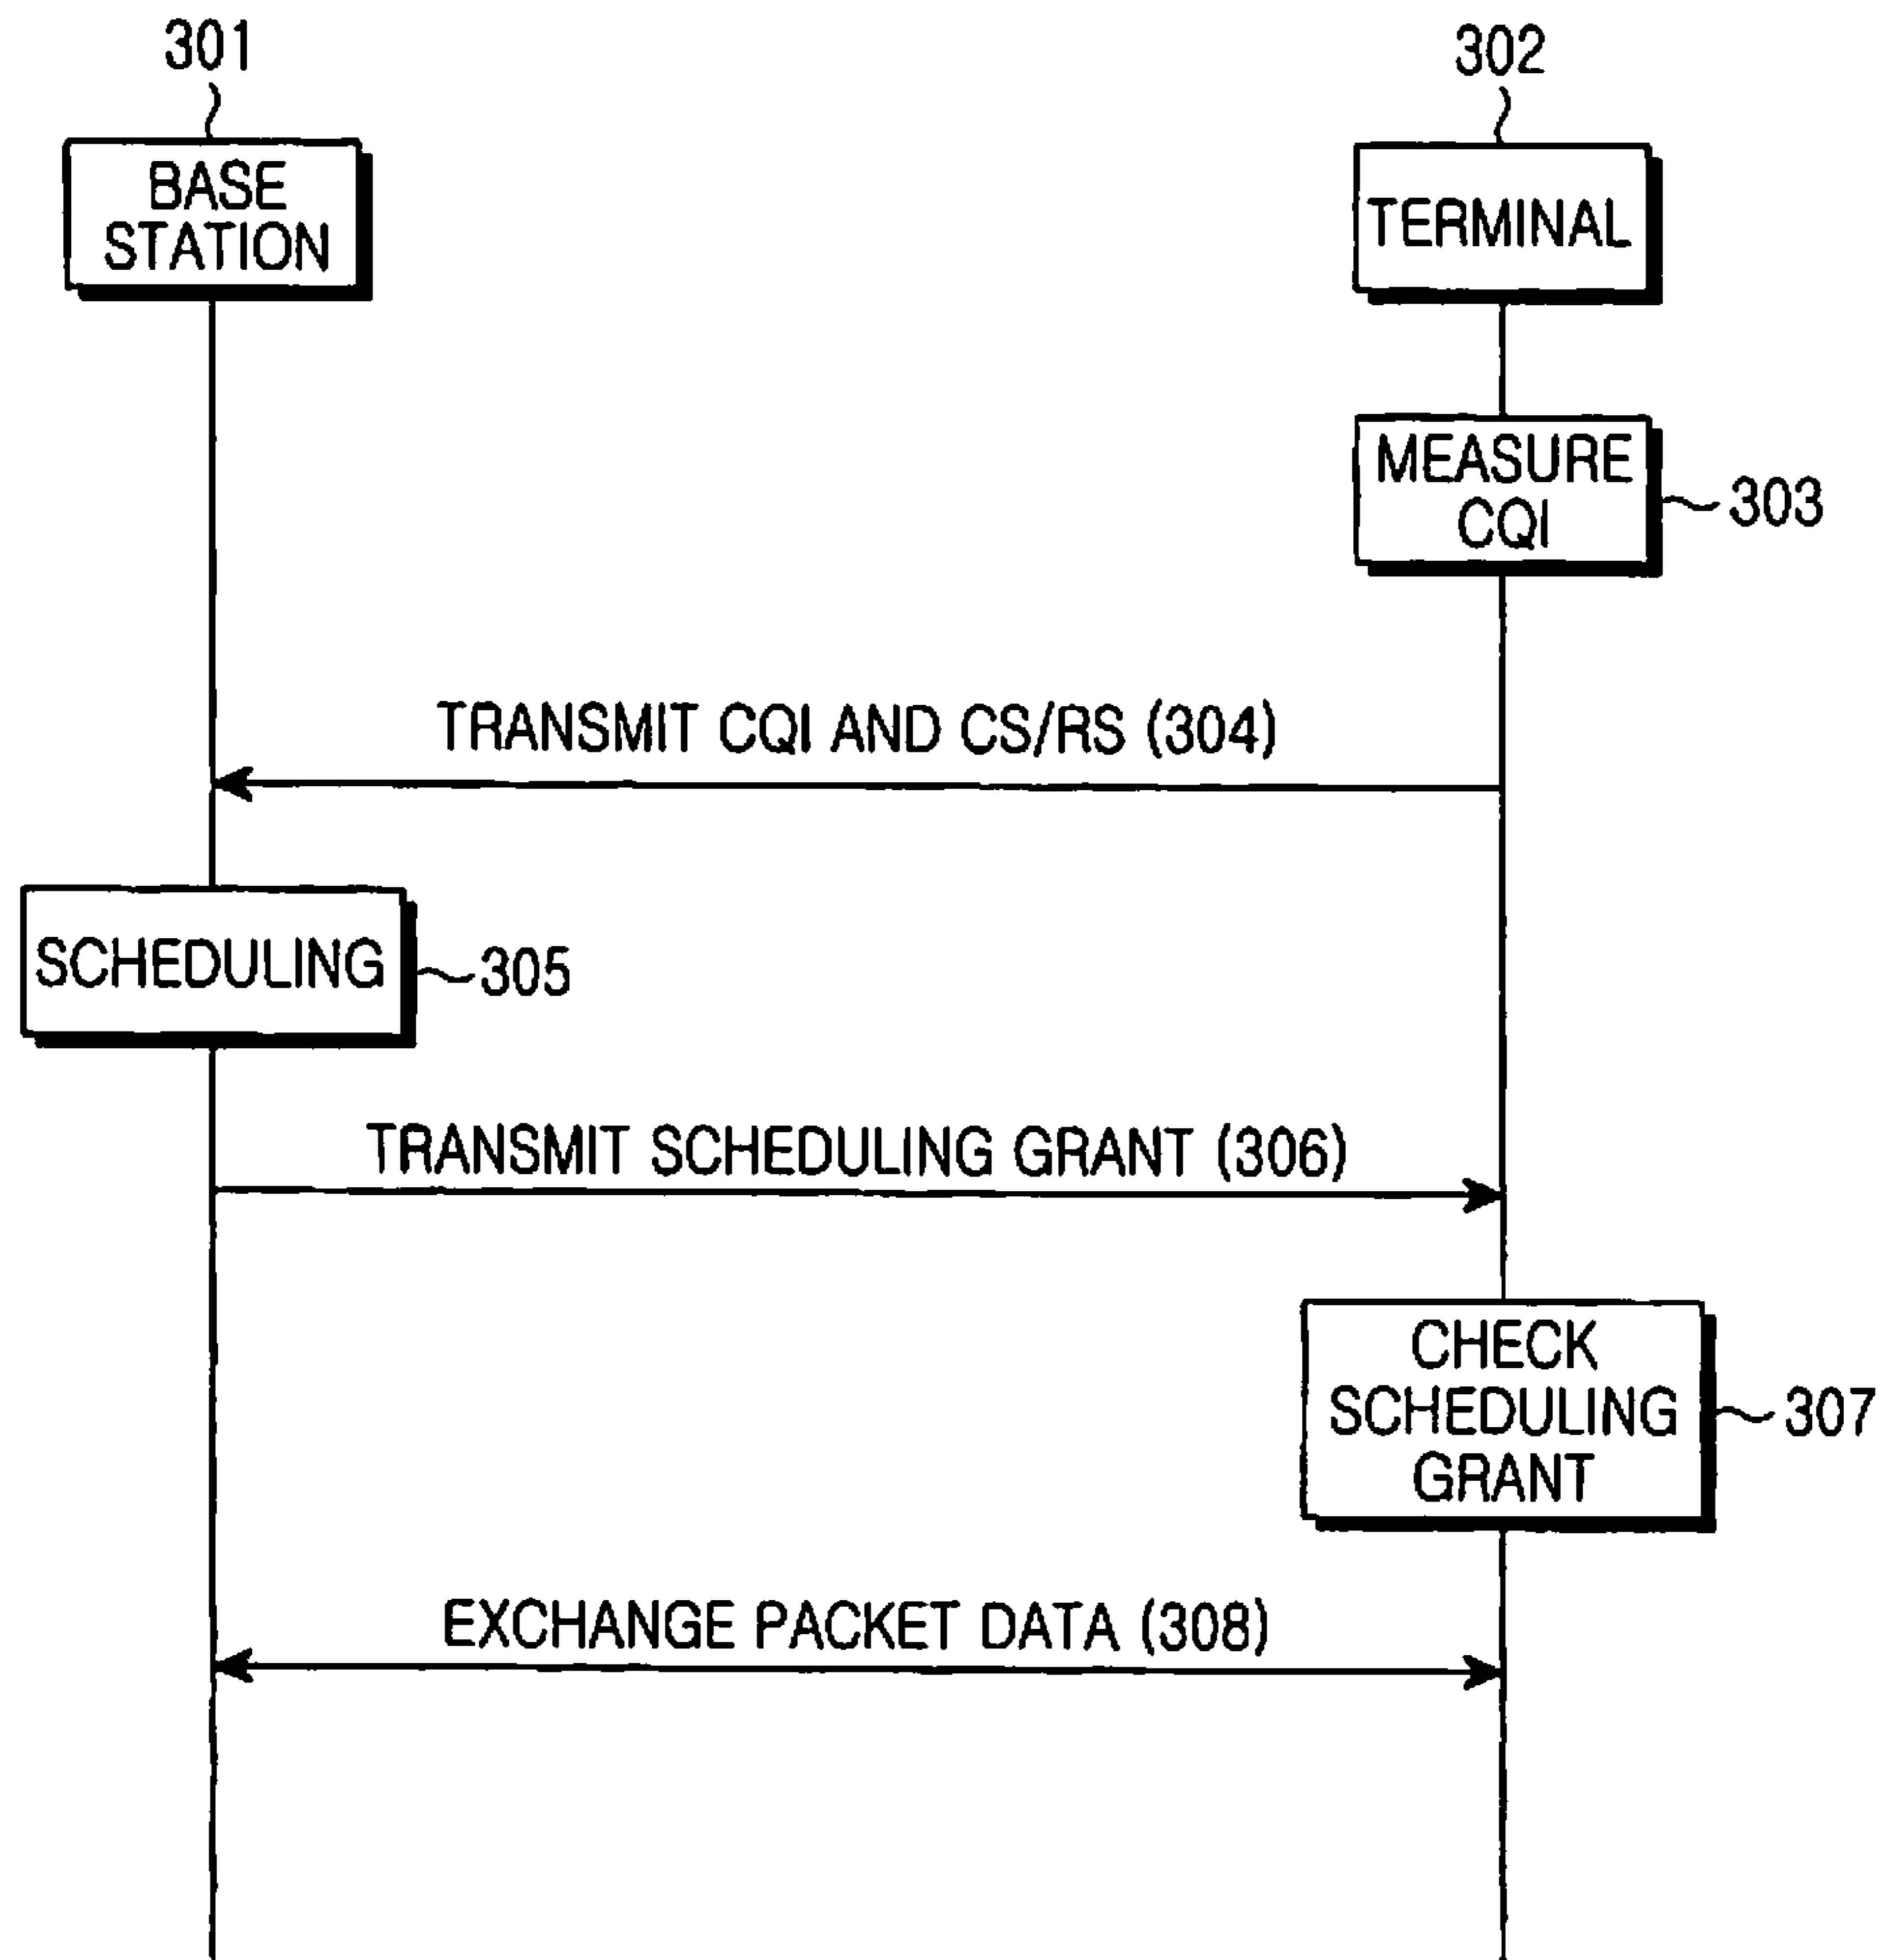 301
302
BASE
STATION
TERMINAL
MEASURE
CQI
303
TRANSMIT CQI AND CS/RS (304)
SCHEDULING
305
TRANSMIT SCHEDULING GRANT (306)
CHECK
SCHEDULING
GRANT
307
EXCHANGE PACKET DATA (308)